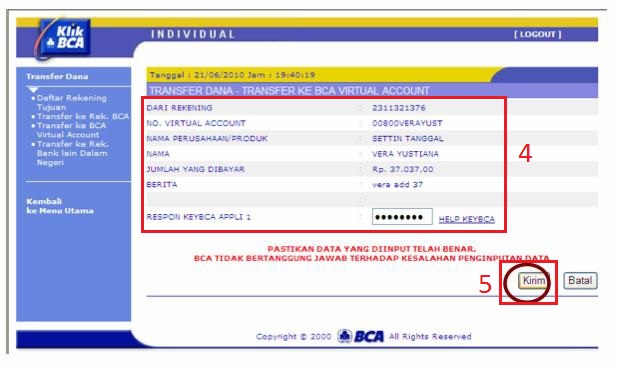 Klik
BCA
INDIVIDUAL
[ LOGOUT ]
Transfer Dana
Daftar Rekening
Tujuan
Transfer ke Rek. BCA
Transfer ke BCA
Virtual Account
Transfer ke Rek.
Bank lain Dalam
Negeri
Kembali
ke Menu Utama
Tanggal : 21/06/2010 Jam : 19:40:19
TRANSFER DANA - TRANSFER KE BCA VIRTUAL ACCOUNT
DARI REKENING : 2311321376
NO. VIRTUAL ACCOUNT : 00800VERAYUST
NAMA PERUSAHAAN/PRODUK : SETTIN TANGGAL
NAMA : VERA YUSTIANA
JUMLAH YANG DIBAYAR : Rp. 37.037,00
BERITA : vera add 37
:
RESPON KEYBCA APPLI 1 : ●●●●●●●● HELP KEYBCA
4
PASTIKAN DATA YANG DIINPUT TELAH BENAR.
BCA TIDAK BERTANGGUNG JAWAB TERHADAP KESALAHAN PENGINPUTAN DATA
5
Kirim Batal
Copyright © 2000 BCA All Rights Reserved